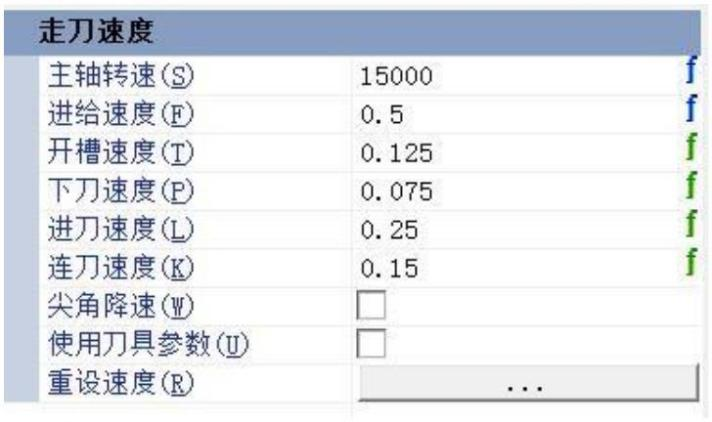 走刀速度
主轴转速(S) 15000 f
进给速度(F) 0.5 f
开槽速度(T) 0.125 f
下刀速度(P) 0.075 f
进刀速度(L) 0.25 f
连刀速度(K) 0.15 f
尖角降速(W)
使用刀具参数(U)
重设速度(R) ...